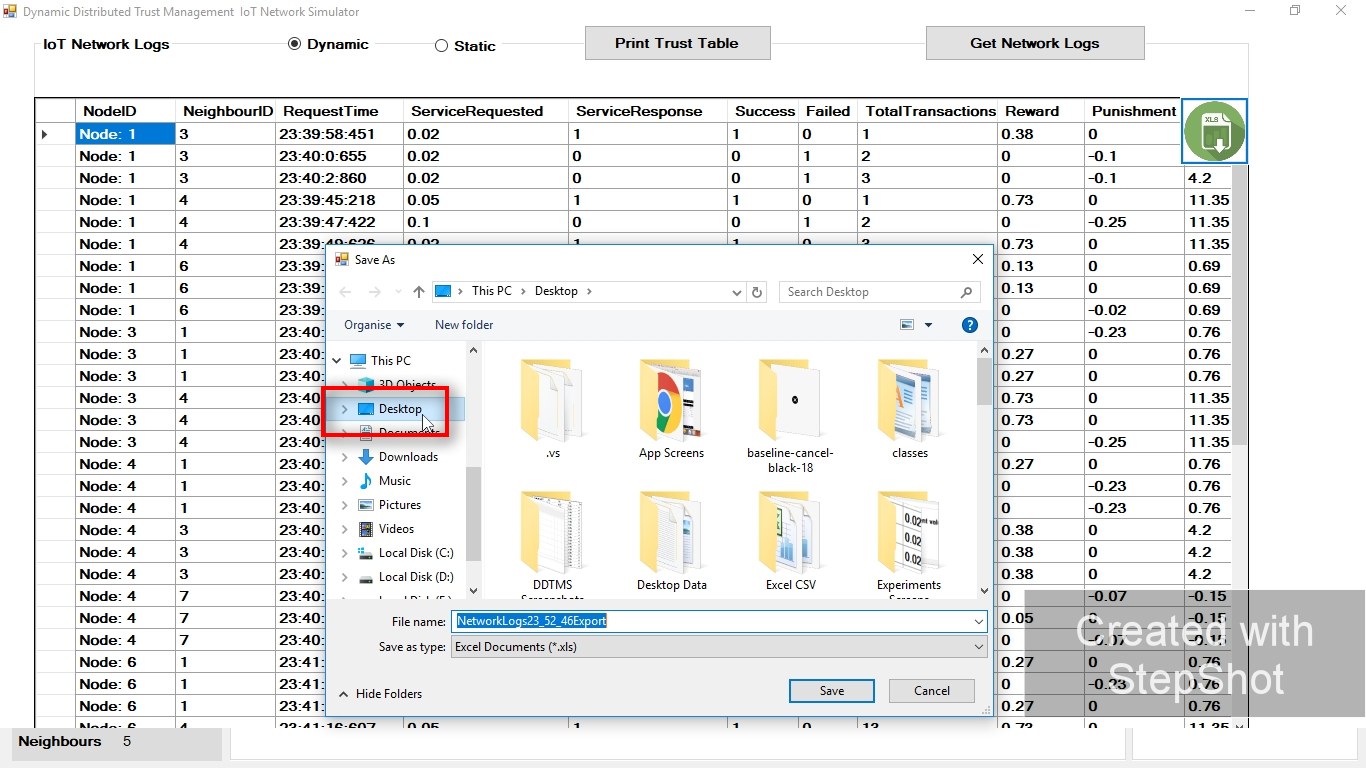 Dynamic Distributed Trust Management IoT Network Simulator
IoT Network Logs Dynamic Static Print Trust Table Get Network Logs
NodeID NeighbourID RequestTime ServiceRequested ServiceResponse Success Failed TotalTransactions Reward Punishment XLS
Node: 1 3 23:39:58:451 0.02 1 1 0 1 0.38 0
Node: 1 3 23:40:0:655 0.02 0 0 1 2 0 -0.1
Node: 1 3 23:40:2:860 0.02 0 0 1 3 0 -0.1 4.2
Node: 1 4 23:39:45:218 0.05 1 1 0 1 0.73 0 11.35
Node: 1 4 23:39:47:422 0.1 0 0 1 2 0 -0.25 11.35
Node: 1 4 23:39:49:626 0.02 1 1 0 3 0.73 0 11.35
Node: 1 6 23:39: 0.13 0 0.69
Node: 1 6 23:39: 0.13 0 0.69
Node: 1 6 23:39: 0 -0.02 0.69
Node: 3 1 23:40: 0 -0.23 0.76
Node: 3 1 23:40: 0.27 0 0.76
Node: 3 1 23:40: 0.27 0 0.76
Node: 3 4 23:40: 0.73 0 11.35
Node: 3 4 23:40: 0.73 0 11.35
Node: 3 4 23:40: 0 -0.25 11.35
Node: 4 1 23:40: 0.27 0 0.76
Node: 4 1 23:40: 0 -0.23 0.76
Node: 4 1 23:40: 0 -0.23 0.76
Node: 4 3 23:40: 0.38 0 4.2
Node: 4 3 23:40: 0.38 0 4.2
Node: 4 3 23:40: 0.38 0 4.2
Node: 4 7 23:40: 0 -0.07 -0.15
Node: 4 7 23:40: 0.05 0 -0.15
Node: 4 7 23:40: 0 -0.07 -0.15
Node: 6 1 23:41: 0.27 0 0.76
Node: 6 1 23:41: 0 -0.23 0.76
Node: 6 1 23:41: 0.27 0 0.76
Node: 6 4 23:41:16:607 0.05 1 1 0 13 0.73 0 11.35
Save As
This PC Desktop Search Desktop
Organise New folder
This PC
3D Objects
Desktop
Documents
Downloads
Music
Pictures
Videos
Local Disk (C:)
Local Disk (D:)
.vs App Screens baseline-cancel- classes
black-18
DDTMS Desktop Data Excel CSV Experiments
Screenshots Screens
File name: NetworkLogs23_52_46Export
Save as type: Excel Documents (*.xls)
Hide Folders Save Cancel
Created with
StepShot
Neighbours 5